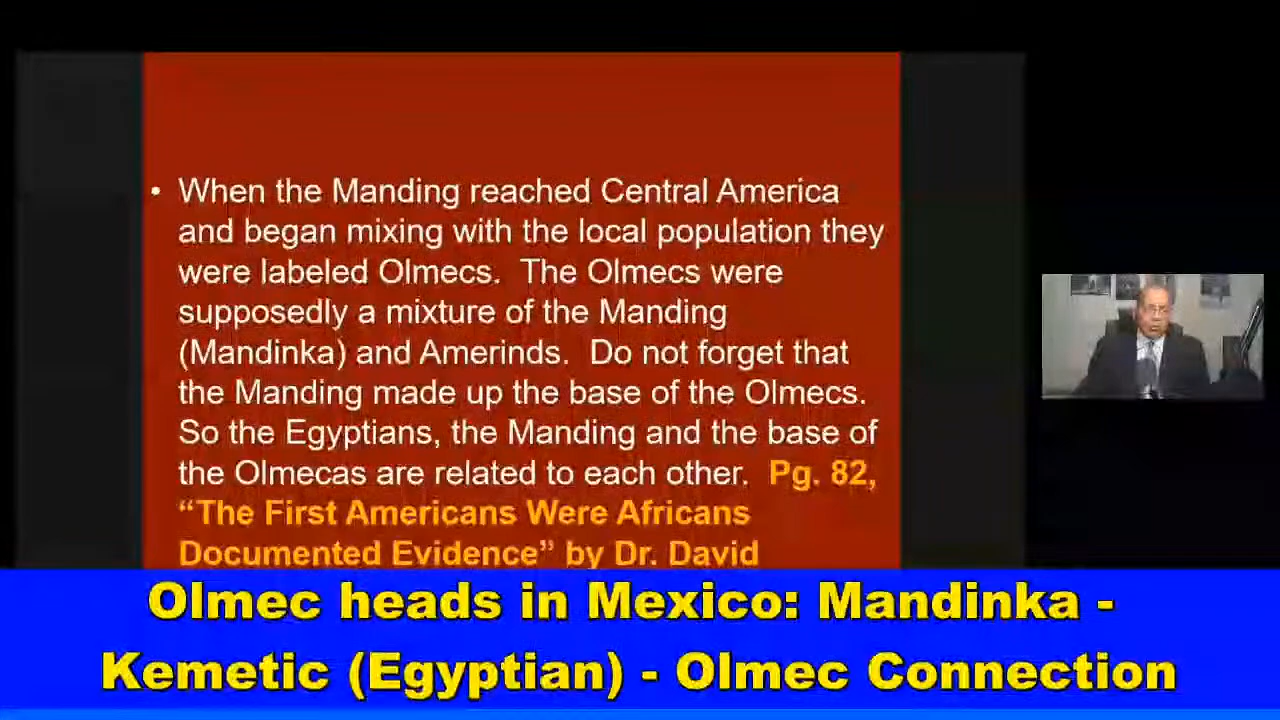 • When the Manding reached Central America
and began mixing with the local population they
were labeled Olmecs.  The Olmecs were
supposedly a mixture of the Manding
(Mandinka) and Amerinds.  Do not forget that
the Manding made up the base of the Olmecs.
So the Egyptians, the Manding and the base of
the Olmecas are related to each other.  Pg. 82,
“The First Americans Were Africans
Documented Evidence” by Dr. David
Olmec heads in Mexico: Mandinka -
Kemetic (Egyptian) - Olmec Connection